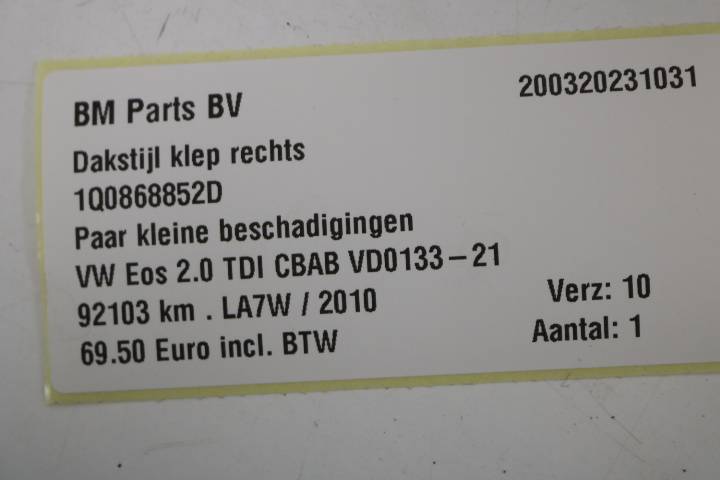 BM Parts BV 200320231031
Dakstijl klep rechts
1Q0868852D
Paar kleine beschadigingen
VW Eos 2.0 TDI CBAB VD0133-21
92103 km . LA7W / 2010 Verz: 10
69.50 Euro incl. BTW Aantal: 1